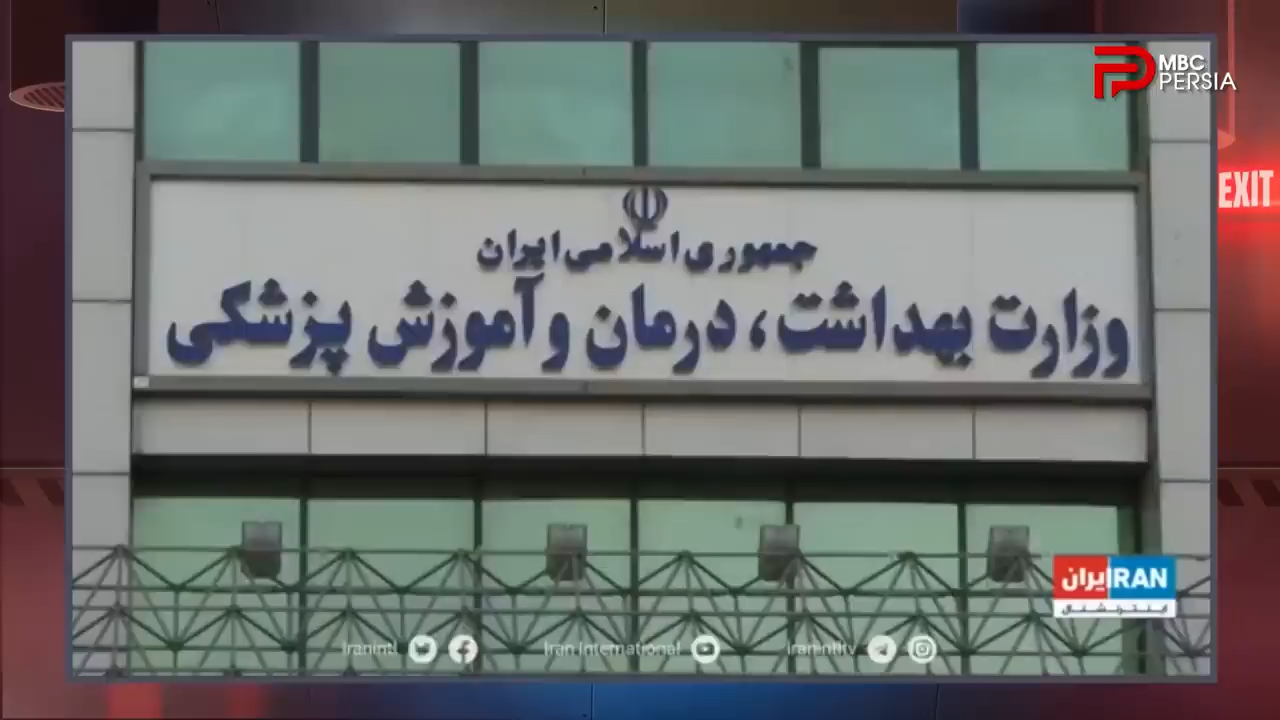 MBC
PERSIA
EXIT
جمهوری اسلامی ایران
وزارت بهداشت، درمان و آموزش پزشکی
ایران IRAN
اینترنشنال
Iranintl
Iran International
iranintltv